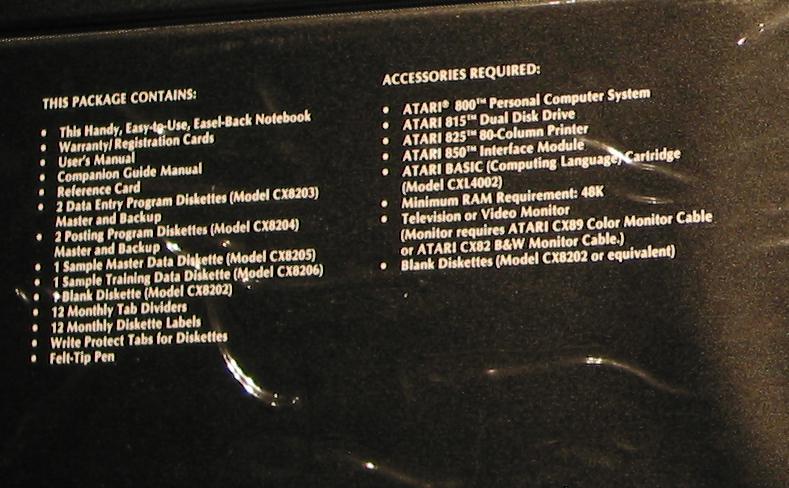 THIS PACKAGE CONTAINS:
• This Handy, Easy-to-Use, Easel-Back Notebook
• Warranty/Registration Cards
• User's Manual
• Companion Guide Manual
• Reference Card
• 2 Data Entry Program Diskettes (Model CX8203)
Master and Backup
• 2 Posting Program Diskettes (Model CX8204)
Master and Backup
• 1 Sample Master Data Diskette (Model CX8205)
• 1 Sample Training Data Diskette (Model CX8206)
• 1 Blank Diskette (Model CX8202)
• 12 Monthly Tab Dividers
• 12 Monthly Diskette Labels
• Write Protect Tabs for Diskettes
• Felt-Tip Pen
ACCESSORIES REQUIRED:
• ATARI® 800™ Personal Computer System
• ATARI 815™ Dual Disk Drive
• ATARI 825™ 80-Column Printer
• ATARI 850™ Interface Module
• ATARI BASIC (Computing Language) Cartridge
(Model CXL4002)
• Minimum RAM Requirement: 48K
• Television or Video Monitor
(Monitor requires ATARI CX89 Color Monitor Cable
or ATARI CX82 B&W Monitor Cable.)
• Blank Diskettes (Model CX8202 or equivalent)